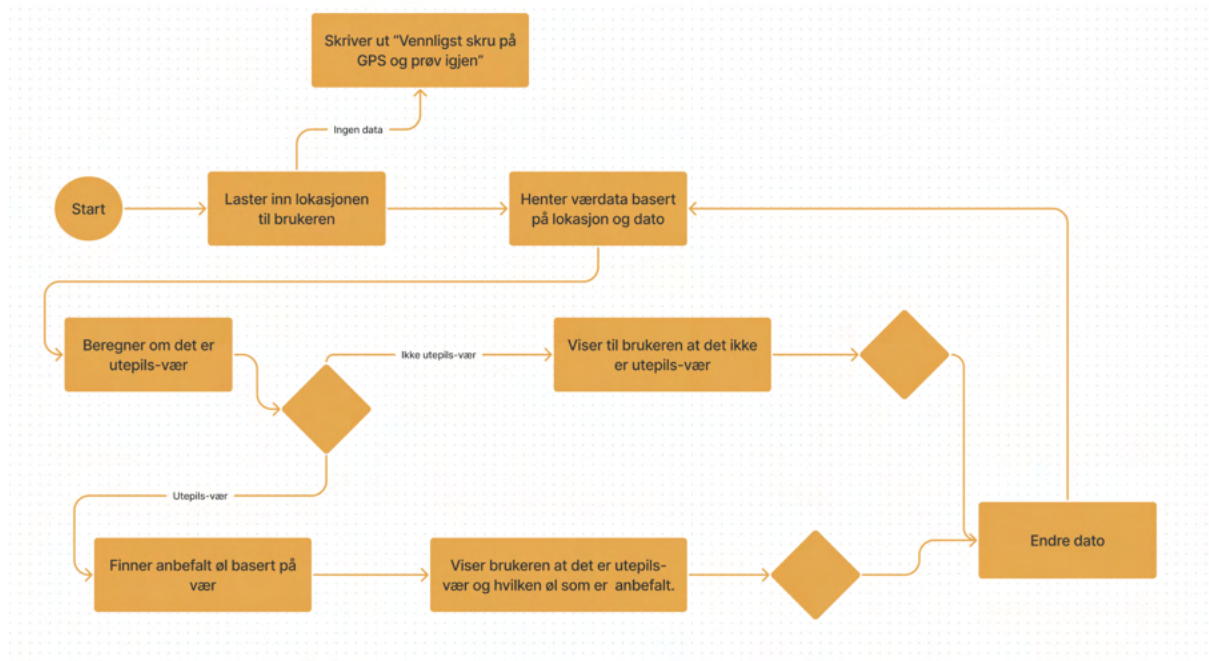 Skriver ut “Vennligst skru på
GPS og prøv igjen”
Ingen data
Start
Laster inn lokasjonen
til brukeren
Henter værdata basert
på lokasjon og dato
Beregner om det er
utepils-vær
Ikke utepils-vær
Viser til brukeren at det ikke
er utepils-vær
Utepils-vær
Finner anbefalt øl basert på
vær
Viser brukeren at det er utepils-
vær og hvilken øl som er anbefalt.
Endre dato